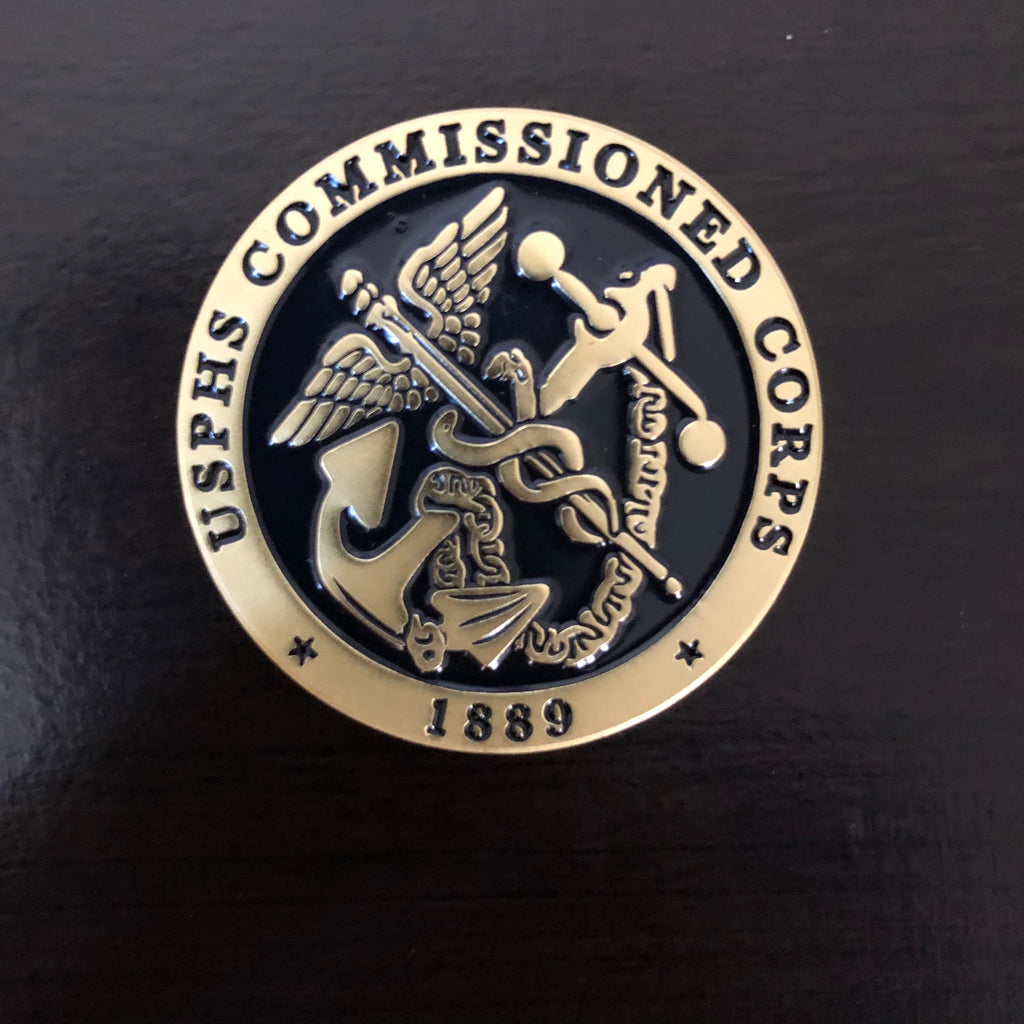 USPHS COMMISSIONED CORPS
1889